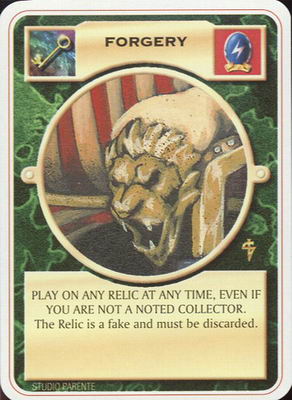 FORGERY
PLAY ON ANY RELIC AT ANY TIME, EVEN IF
YOU ARE NOT A NOTED COLLECTOR.
The Relic is a fake and must be discarded.
STUDIO PARENTE